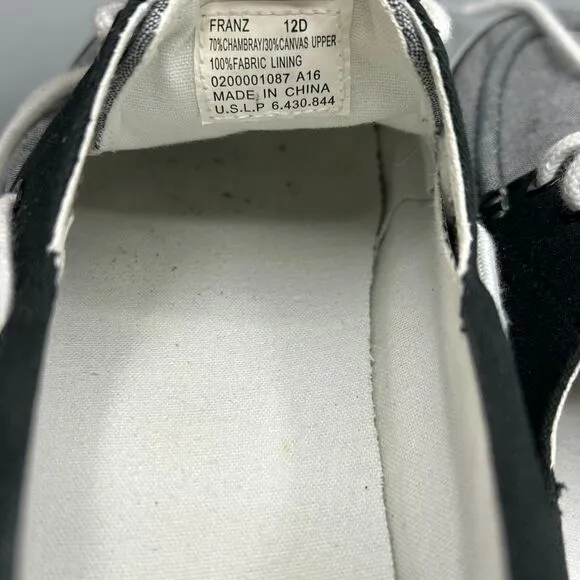 FRANZ 12D
70%CHAMBRAY/30%CANVAS UPPER
100%FABRIC LINING
0200001087 A16
MADE IN CHINA
U.S.L.P 6.430.844